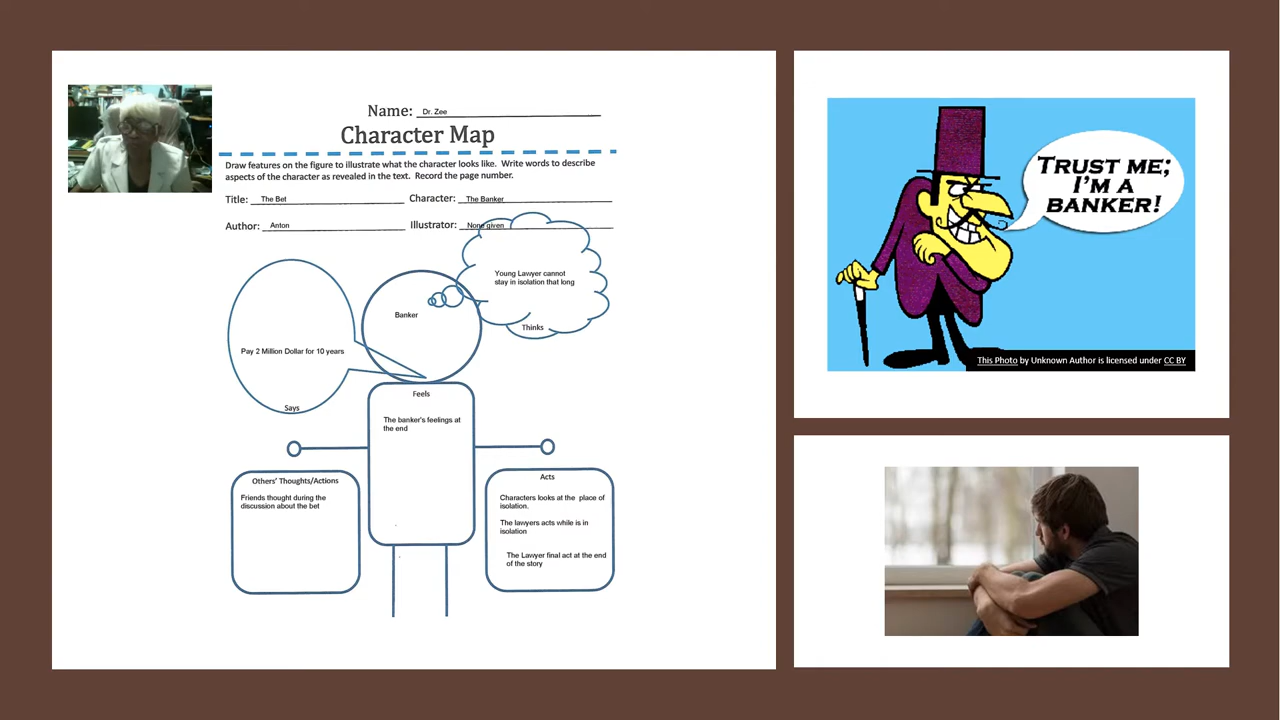 Name: Dr. Zee
Character Map
Draw features on the figure to illustrate what the character looks like. Write words to describe
aspects of the character as revealed in the text. Record the page number.
Title: The Bet Character: The Banker
Author: Anton Illustrator: None given
Young Lawyer cannot
stay in isolation that long
Thinks
Banker
Pay 2 Million Dollar for 10 years
Says
Feels
The banker's feelings at
the end
Others' Thoughts/Actions
Friends thought during the
discussion about the bet
Acts
Characters looks at the place of
isolation.
The lawyers acts while is in
isolation
The Lawyer final act at the end
of the story
TRUST ME;
I'M A
BANKER!
This Photo by Unknown Author is licensed under CC BY